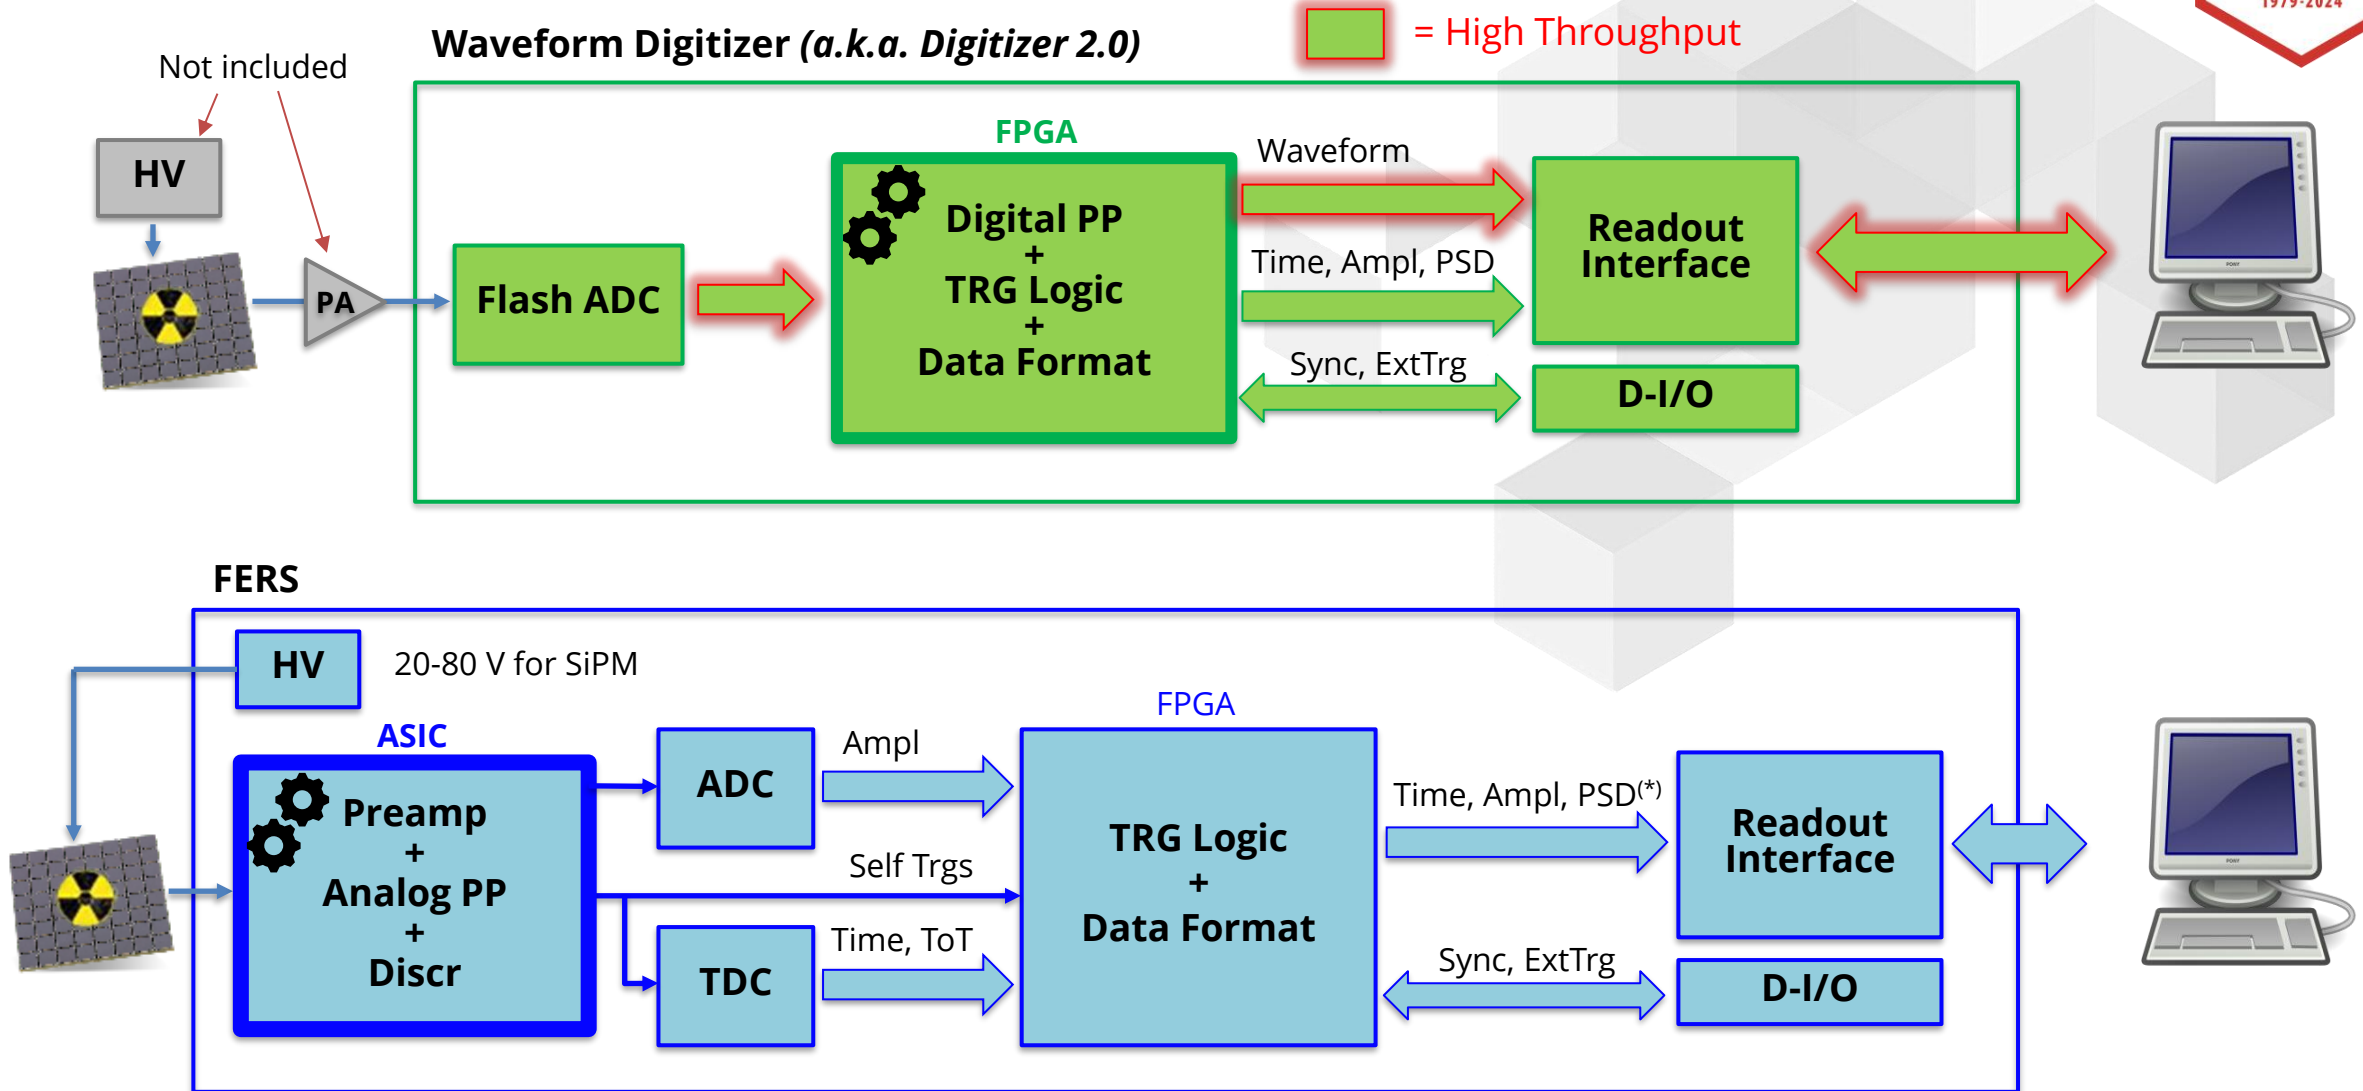 1979-2024
= High Throughput
Waveform Digitizer (a.k.a. Digitizer 2.0)
Not included
HV
PA
Flash ADC
FPGA
Digital PP
+
TRG Logic
+
Data Format
Waveform
Time, Ampl, PSD
Sync, ExtTrg
Readout
Interface
D-I/O
FERS
HV
20-80 V for SiPM
ASIC
Preamp
+
Analog PP
+
Discr
ADC
Ampl
Self Trgs
TDC
Time, ToT
FPGA
TRG Logic
+
Data Format
Time, Ampl, PSD(*)
Sync, ExtTrg
Readout
Interface
D-I/O